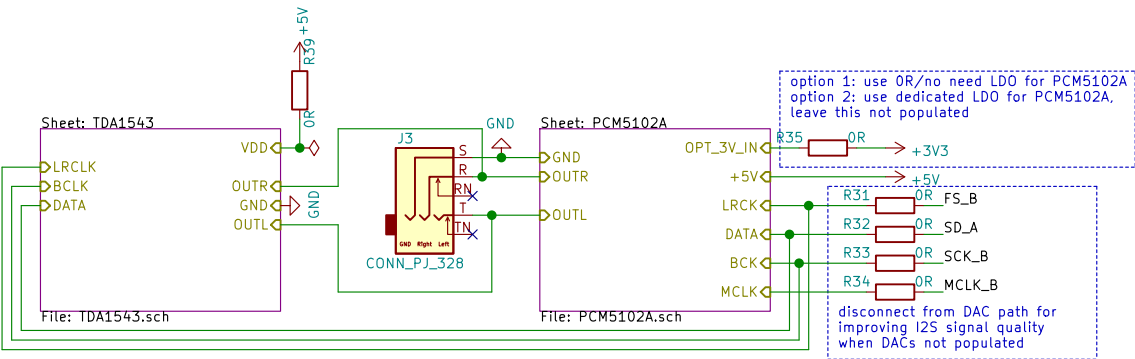 +5V
R39
0R
Sheet: TDA1543
LRCLK
BCLK
DATA
VDD
OUTR
GND
OUTL
GND
File: TDA1543.sch
J3
S
R
RN
T
TN
GND Right Left
CONN_PJ_328
GND
Sheet: PCM5102A
GND
OUTR
OUTL
OPT_3V_IN
+5V
LRCK
DATA
BCK
MCLK
File: PCM5102A.sch
option 1: use 0R/no need LDO for PCM5102A
option 2: use dedicated LDO for PCM5102A,
leave this not populated
R35 0R
+3V3
+5V
R31 0R FS_B
R32 0R SD_A
R33 0R SCK_B
R34 0R MCLK_B
disconnect from DAC path for
improving I2S signal quality
when DACs not populated